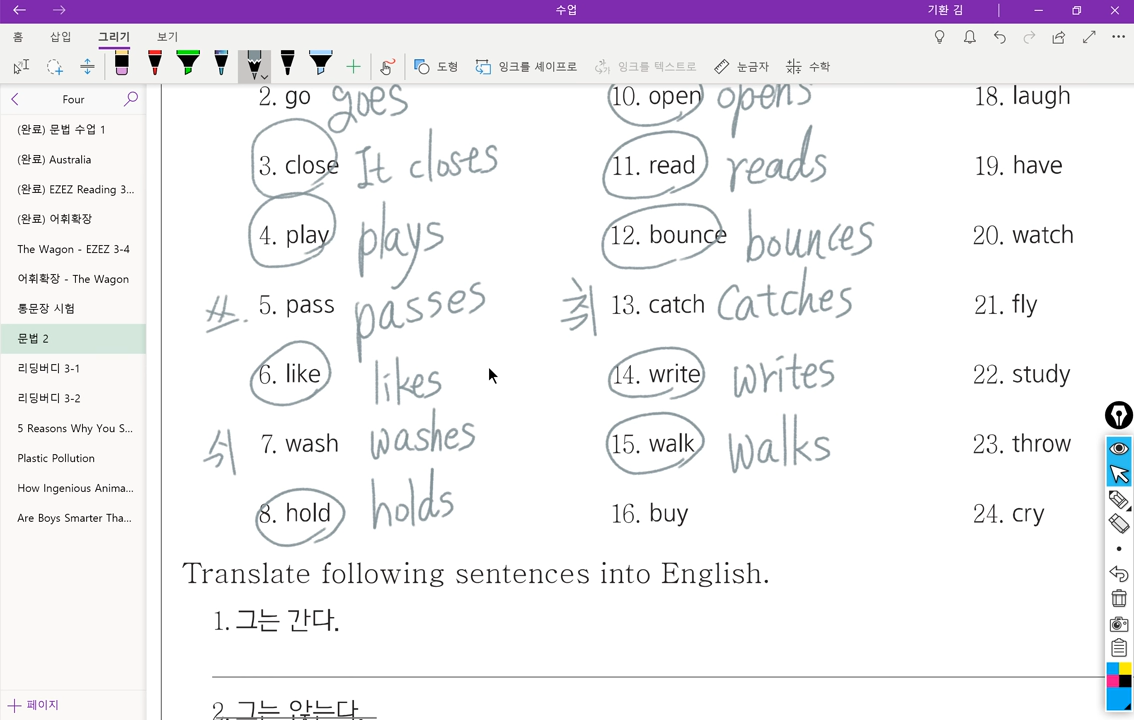 수업
기환 김
홈 삽입 그리기 보기
도형 잉크를 셰이프로 잉크를 텍스트로 눈금자 수학
Four
(완료) 문법 수업 1
(완료) Australia
(완료) EZEZ Reading 3...
(완료) 어휘확장
The Wagon - EZEZ 3-4
어휘확장 - The Wagon
통문장 시험
문법 2
리딩버디 3-1
리딩버디 3-2
5 Reasons Why You S...
Plastic Pollution
How Ingenious Anima...
Are Boys Smarter Tha...
페이지
2. go goes
3. close It closes
4. play plays
쓰. 5. pass passes
6. like likes
쉬 7. wash washes
8. hold holds
10. open opens
11. read reads
12. bounce bounces
취 13. catch catches
14. write writes
15. walk walks
16. buy
18. laugh
19. have
20. watch
21. fly
22. study
23. throw
24. cry
Translate following sentences into English.
1. 그는 간다.
2. 그는 앉는다.